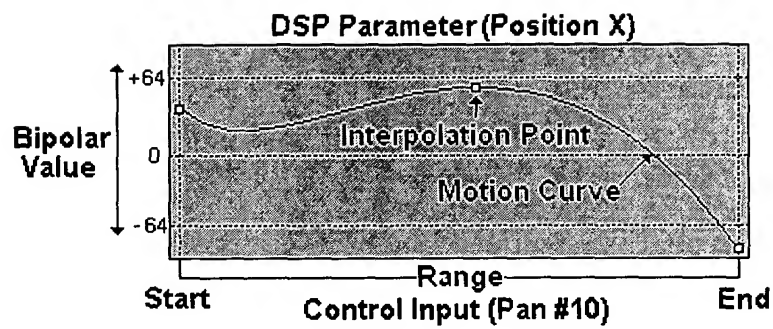 DSP Parameter (Position X)
+64
Bipolar
Value
0
-64
Interpolation Point
Motion Curve
Range
Start
End
Control Input (Pan #10)